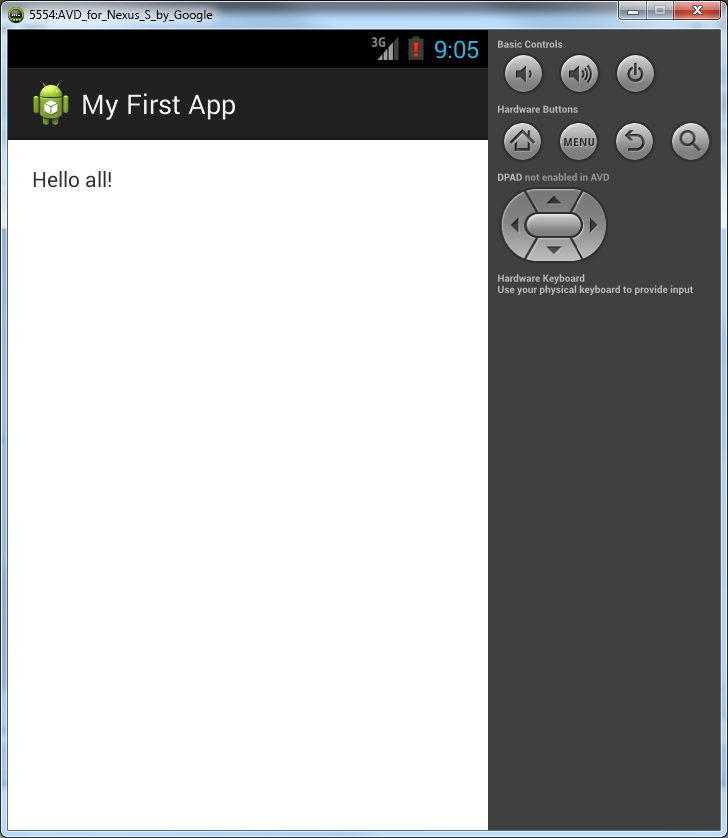 5554:AVD_for_Nexus_S_by_Google
3G 9:05
My First App
Hello all!
Basic Controls
Hardware Buttons
MENU
DPAD not enabled in AVD
Hardware Keyboard
Use your physical keyboard to provide input